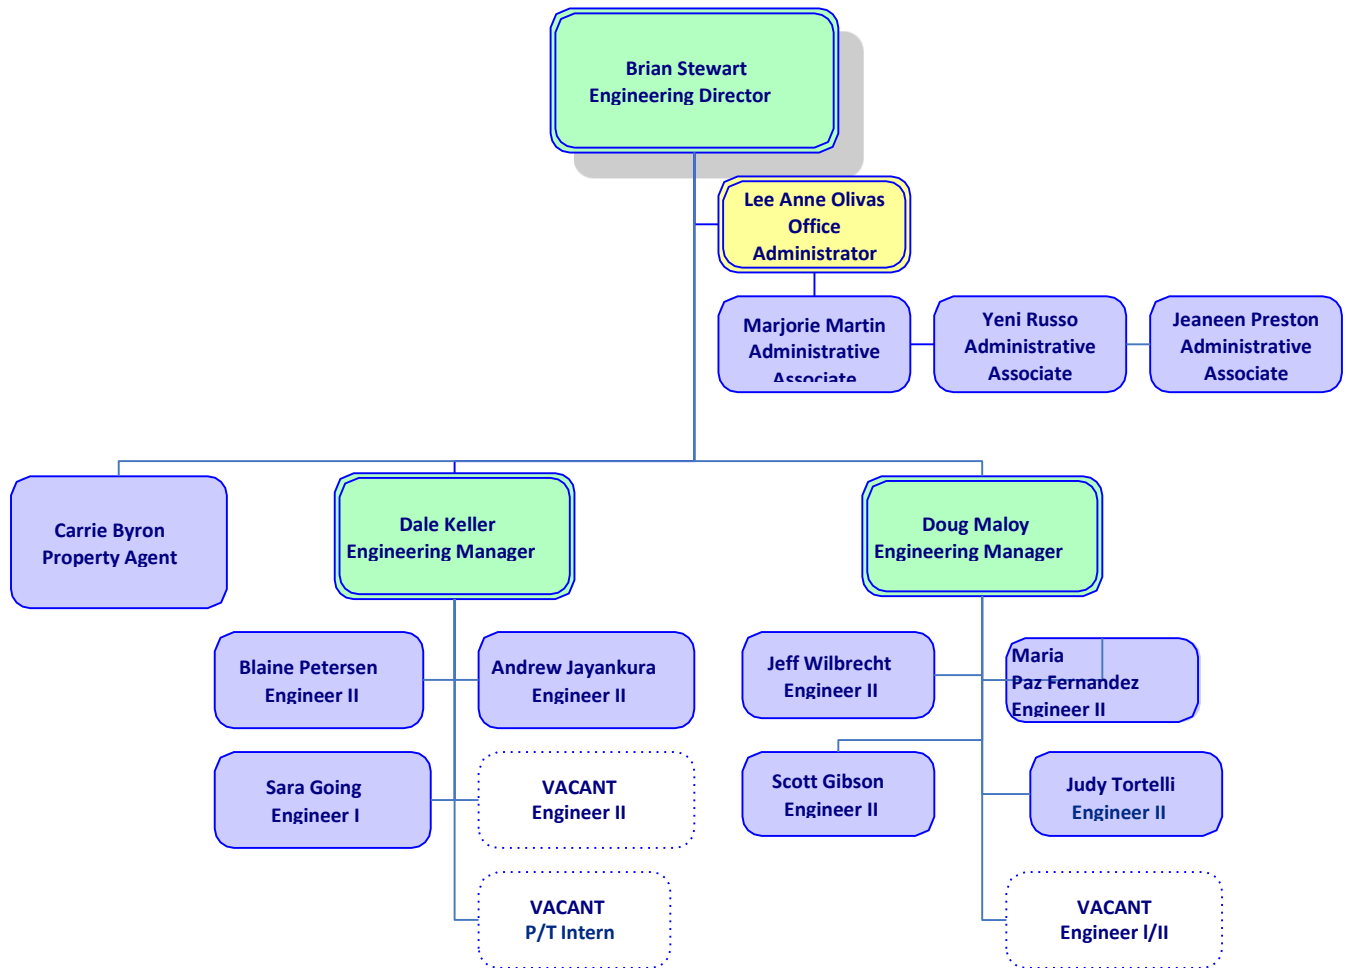 Brian Stewart
Engineering Director
Lee Anne Olivas
Office
Administrator
Marjorie Martin
Administrative
Associate
Yeni Russo
Administrative
Associate
Jeaneen Preston
Administrative
Associate
Carrie Byron
Property Agent
Dale Keller
Engineering Manager
Doug Maloy
Engineering Manager
Blaine Petersen
Engineer II
Andrew Jayankura
Engineer II
Jeff Wilbrecht
Engineer II
Maria
Paz Fernandez
Engineer II
Sara Going
Engineer I
VACANT
Engineer II
Scott Gibson
Engineer II
Judy Tortelli
Engineer II
VACANT
P/T Intern
VACANT
Engineer l/II